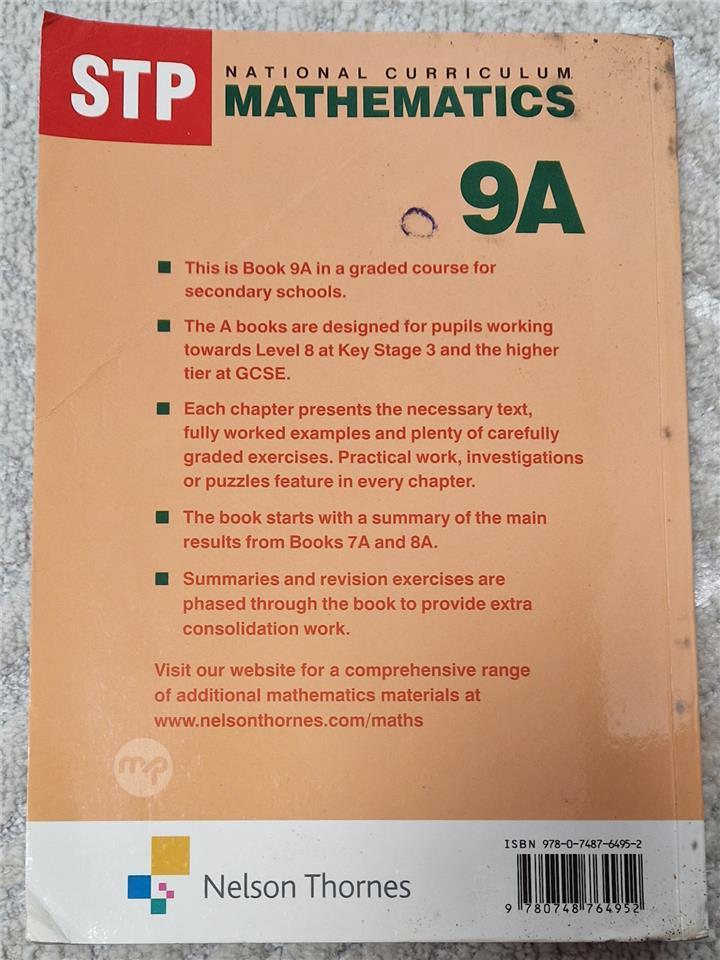 STP
NATIONAL CURRICULUM
MATHEMATICS
9A
This is Book 9A in a graded course for
secondary schools.
The A books are designed for pupils working
towards Level 8 at Key Stage 3 and the higher
tier at GCSE.
Each chapter presents the necessary text,
fully worked examples and plenty of carefully
graded exercises. Practical work, investigations
or puzzles feature in every chapter.
The book starts with a summary of the main
results from Books 7A and 8A.
Summaries and revision exercises are
phased through the book to provide extra
consolidation work.
Visit our website for a comprehensive range
of additional mathematics materials at
www.nelsonthornes.com/maths
mp
Nelson Thornes
ISBN 978-0-7487-6495-2
9 780748 764952